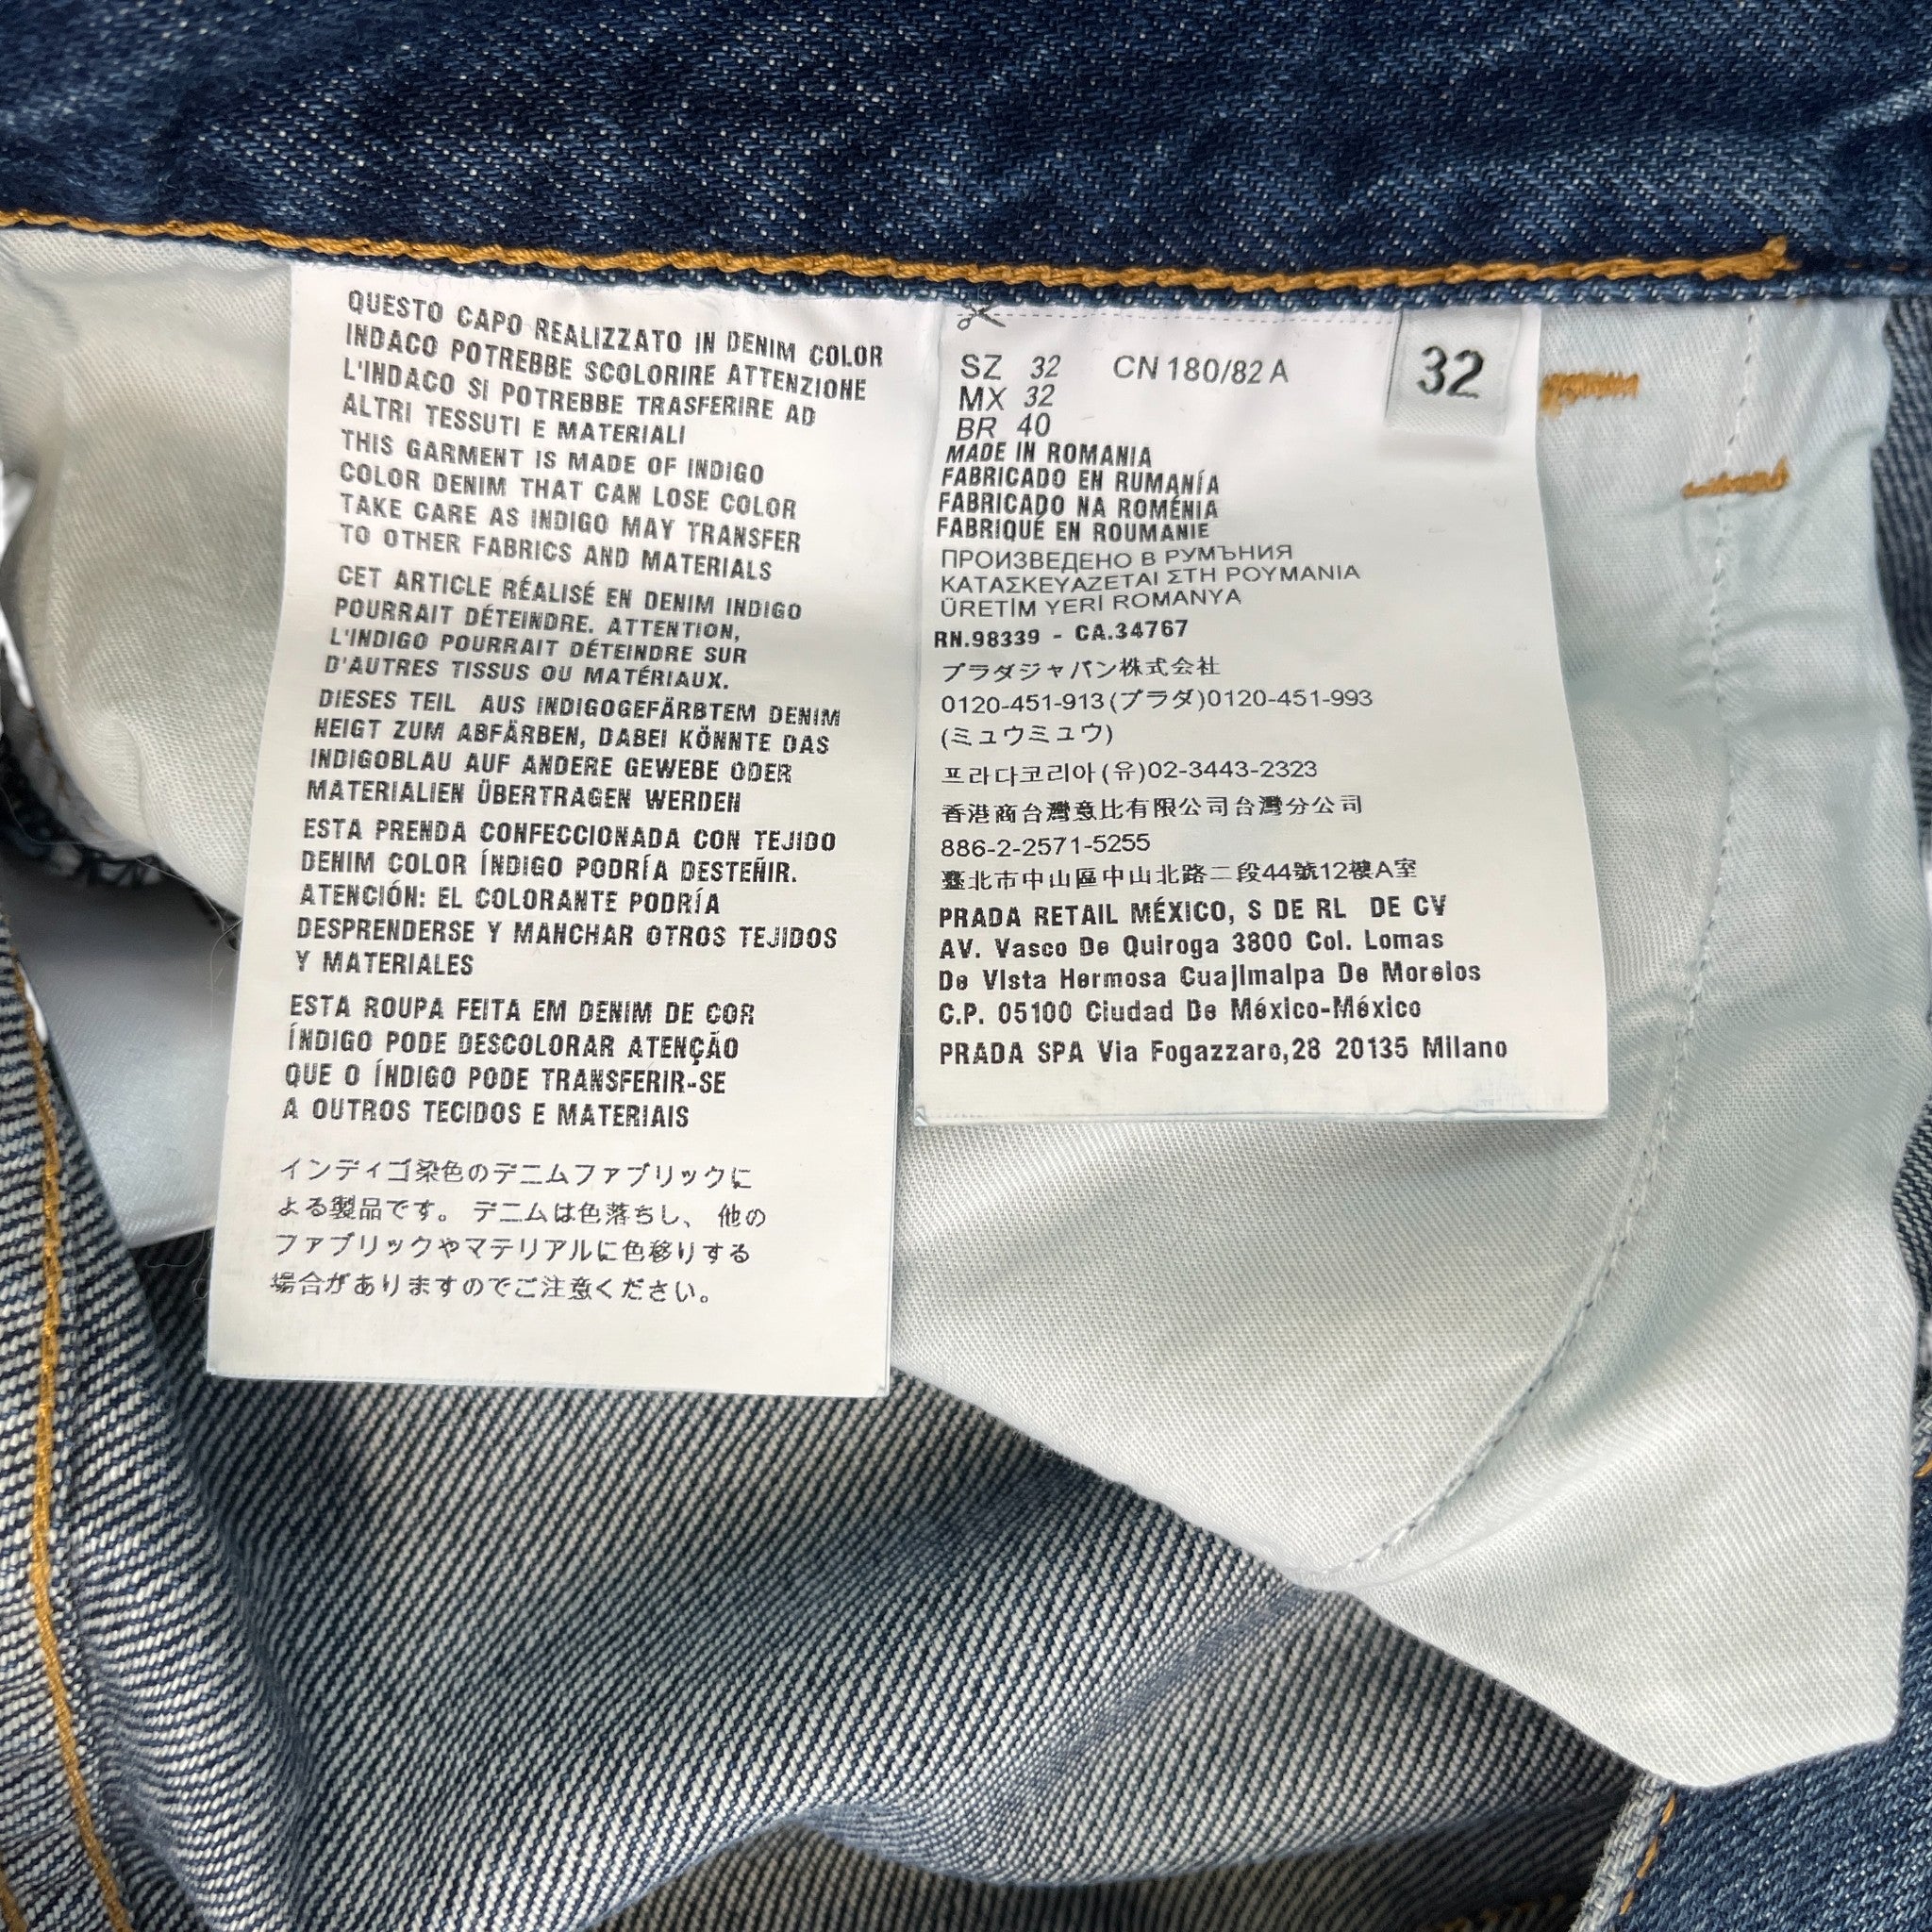 QUESTO CAPO REALIZZATO IN DENIM COLOR
INDACO POTREBBE SCOLORIRE ATTENZIONE
L'INDACO SI POTREBBE TRASFERIRE AD
ALTRI TESSUTI E MATERIALI
THIS GARMENT IS MADE OF INDIGO
COLOR DENIM THAT CAN LOSE COLOR
TAKE CARE AS INDIGO MAY TRANSFER
TO OTHER FABRICS AND MATERIALS
CET ARTICLE RÉALISÉ EN DENIM INDIGO
POURRAIT DÉTEINDRE. ATTENTION,
L'INDIGO POURRAIT DÉTEINDRE SUR
D'AUTRES TISSUS OU MATÉRIAUX.
DIESES TEIL AUS INDIGOGEFÄRBTEM DENIM
NEIGT ZUM ABFÄRBEN, DABEI KÖNNTE DAS
INDIGOBLAU AUF ANDERE GEWEBE ODER
MATERIALIEN ÜBERTRAGEN WERDEN
ESTA PRENDA CONFECCIONADA CON TEJIDO
DENIM COLOR ÍNDIGO PODRÍA DESTEÑIR.
ATENCIÓN: EL COLORANTE PODRÍA
DESPRENDERSE Y MANCHAR OTROS TEJIDOS
Y MATERIALES
ESTA ROUPA FEITA EM DENIM DE COR
ÍNDIGO PODE DESCOLORAR ATENÇÃO
QUE O ÍNDIGO PODE TRANSFERIR-SE
A OUTROS TECIDOS E MATERIAIS
インディゴ染色のデニムファブリックに
よる製品です。 デニムは色落ちし、 他の
ファブリックやマテリアルに色移りする
場合がありますのでご注意ください。
SZ 32 CN 180/82 A
MX 32
BR 40
32
MADE IN ROMANIA
FABRICADO EN RUMANÍA
FABRICADO NA ROMÉNIA
FABRIQUÉ EN ROUMANIE
ПРОИЗВЕДЕНО В РУМЪНИЯ
ΚΑΤΑΣΚΕΥΑΖΕΤΑΙ ΣΤΗ ΡΟΥΜΑΝΙΑ
ÜRETİM YERİ ROMANYA
RN.98339 - CA.34767
プラダジャパン株式会社
0120-451-913(プラダ)0120-451-993
(ミュウミュウ)
프라다코리아(유)02-3443-2323
香港商台灣意比有限公司台灣分公司
886-2-2571-5255
臺北市中山區中山北路二段44號12樓A室
PRADA RETAIL MÉXICO, S DE RL DE CV
AV. Vasco De Quiroga 3800 Col. Lomas
De VIsta Hermosa CuajImalpa De Morelos
C.P. 05100 Ciudad De México-México
PRADA SPA Via Fogazzaro,28 20135 Milano